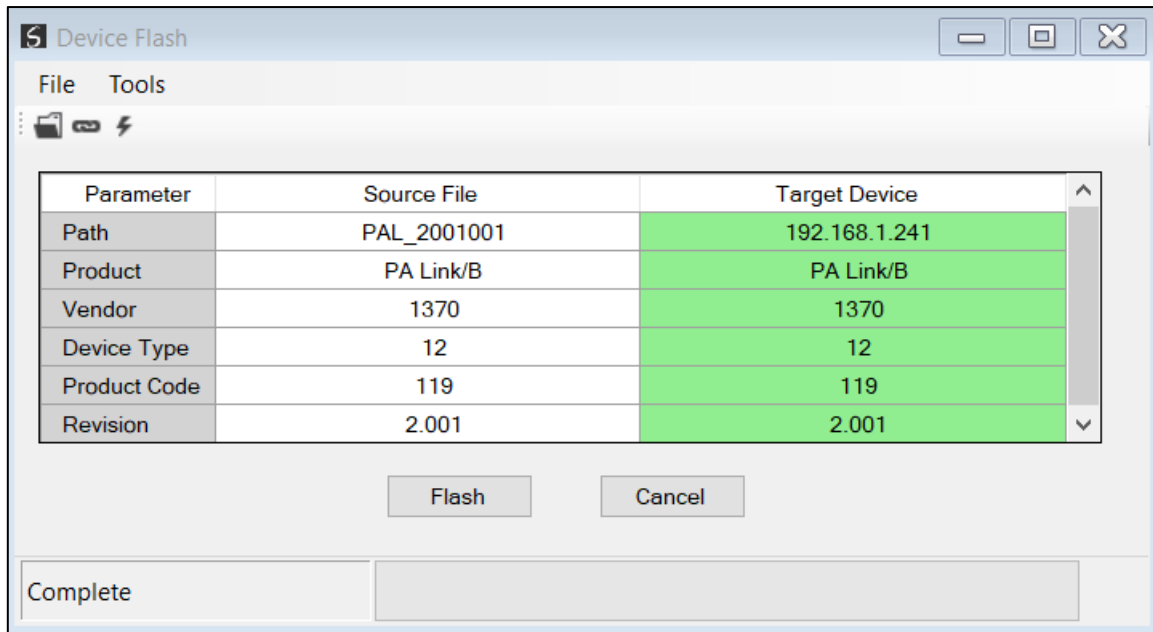 Device Flash
File Tools
Parameter Source File Target Device
Path PAL_2001001 192.168.1.241
Product PA Link/B PA Link/B
Vendor 1370 1370
Device Type 12 12
Product Code 119 119
Revision 2.001 2.001
Flash Cancel
Complete